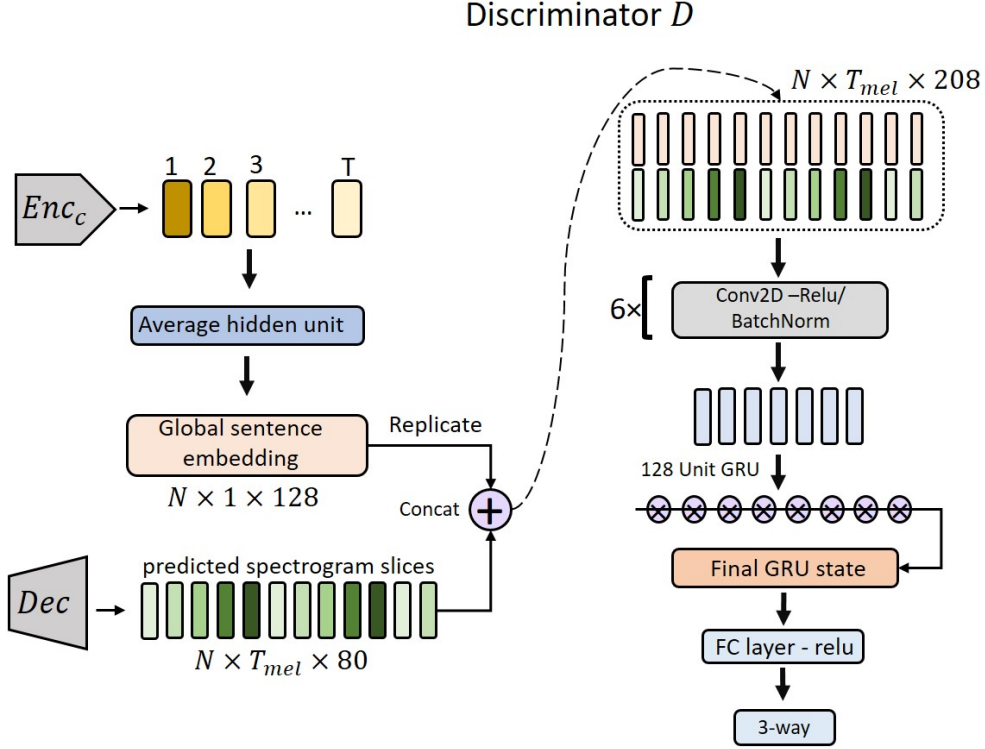 Discriminator D
Enc_c
1 2 3 ... T
Average hidden unit
Global sentence
embedding
N × 1 × 128
Replicate
Concat
+
Dec
predicted spectrogram slices
N × T_mel × 80
N × T_mel × 208
6×
Conv2D –Relu/
BatchNorm
128 Unit GRU
Final GRU state
FC layer - relu
3-way